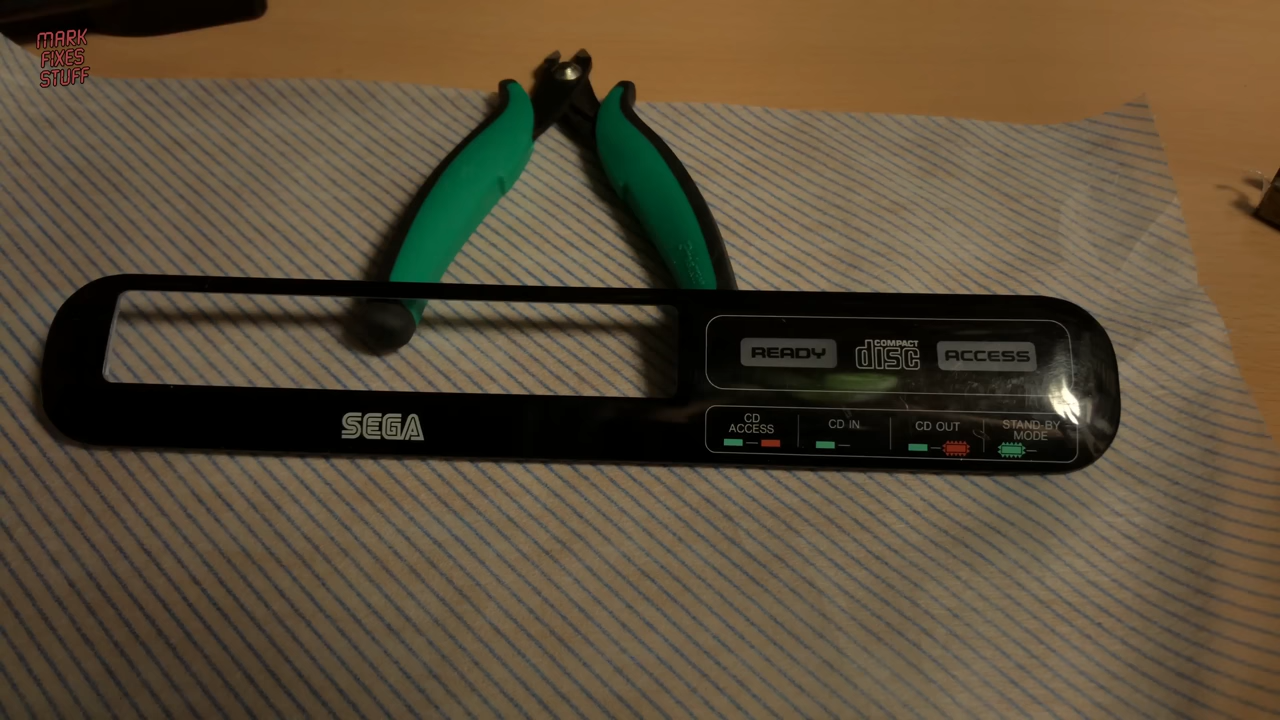 MARK
FIXES
STUFF
READY
COMPACT
disc
ACCESS
SEGA
CD
ACCESS
CD IN
CD OUT
STAND-BY
MODE